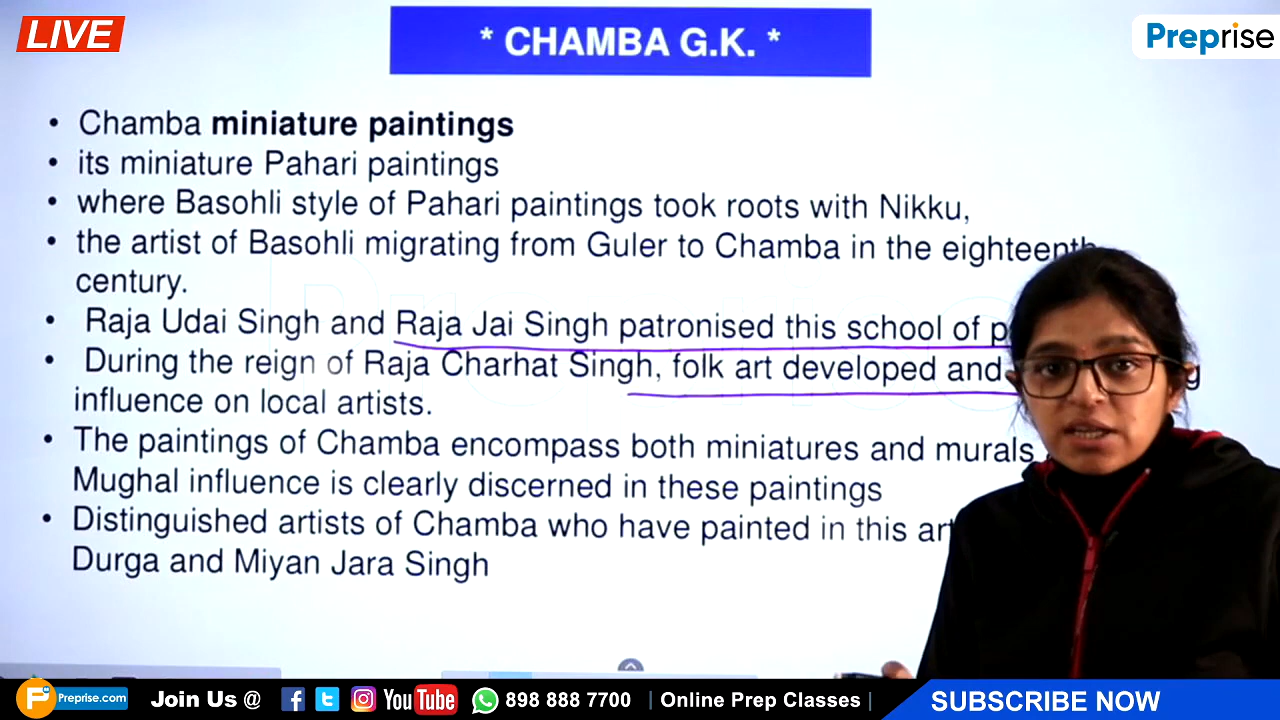 LIVE
* CHAMBA G.K. *
Preprise
• Chamba miniature paintings
• its miniature Pahari paintings
• where Basohli style of Pahari paintings took roots with Nikku,
• the artist of Basohli migrating from Guler to Chamba in the eighteenth
century.
• Raja Udai Singh and Raja Jai Singh patronised this school of
• During the reign of Raja Charhat Singh, folk art developed and
influence on local artists.
• The paintings of Chamba encompass both miniatures and murals
Mughal influence is clearly discerned in these paintings
• Distinguished artists of Chamba who have painted in this
Durga and Miyan Jara Singh
Preprise.com Join Us @ YouTube 898 888 7700 | Online Prep Classes | SUBSCRIBE NOW